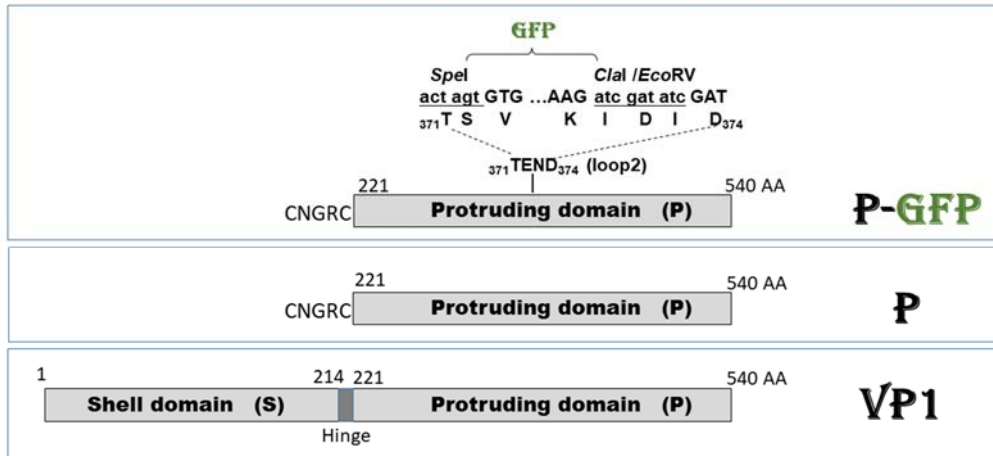 GFP
SpeI ClaI /EcoRV
act agt GTG ...AAG atc gat atc GAT
371T S V K I D I D374
371TEND374 (loop2)
221 540 AA
CNGRC Protruding domain (P) P-GFP
221 540 AA
CNGRC Protruding domain (P) P
1 214 221 540 AA
Shell domain (S) Protruding domain (P) VP1
Hinge